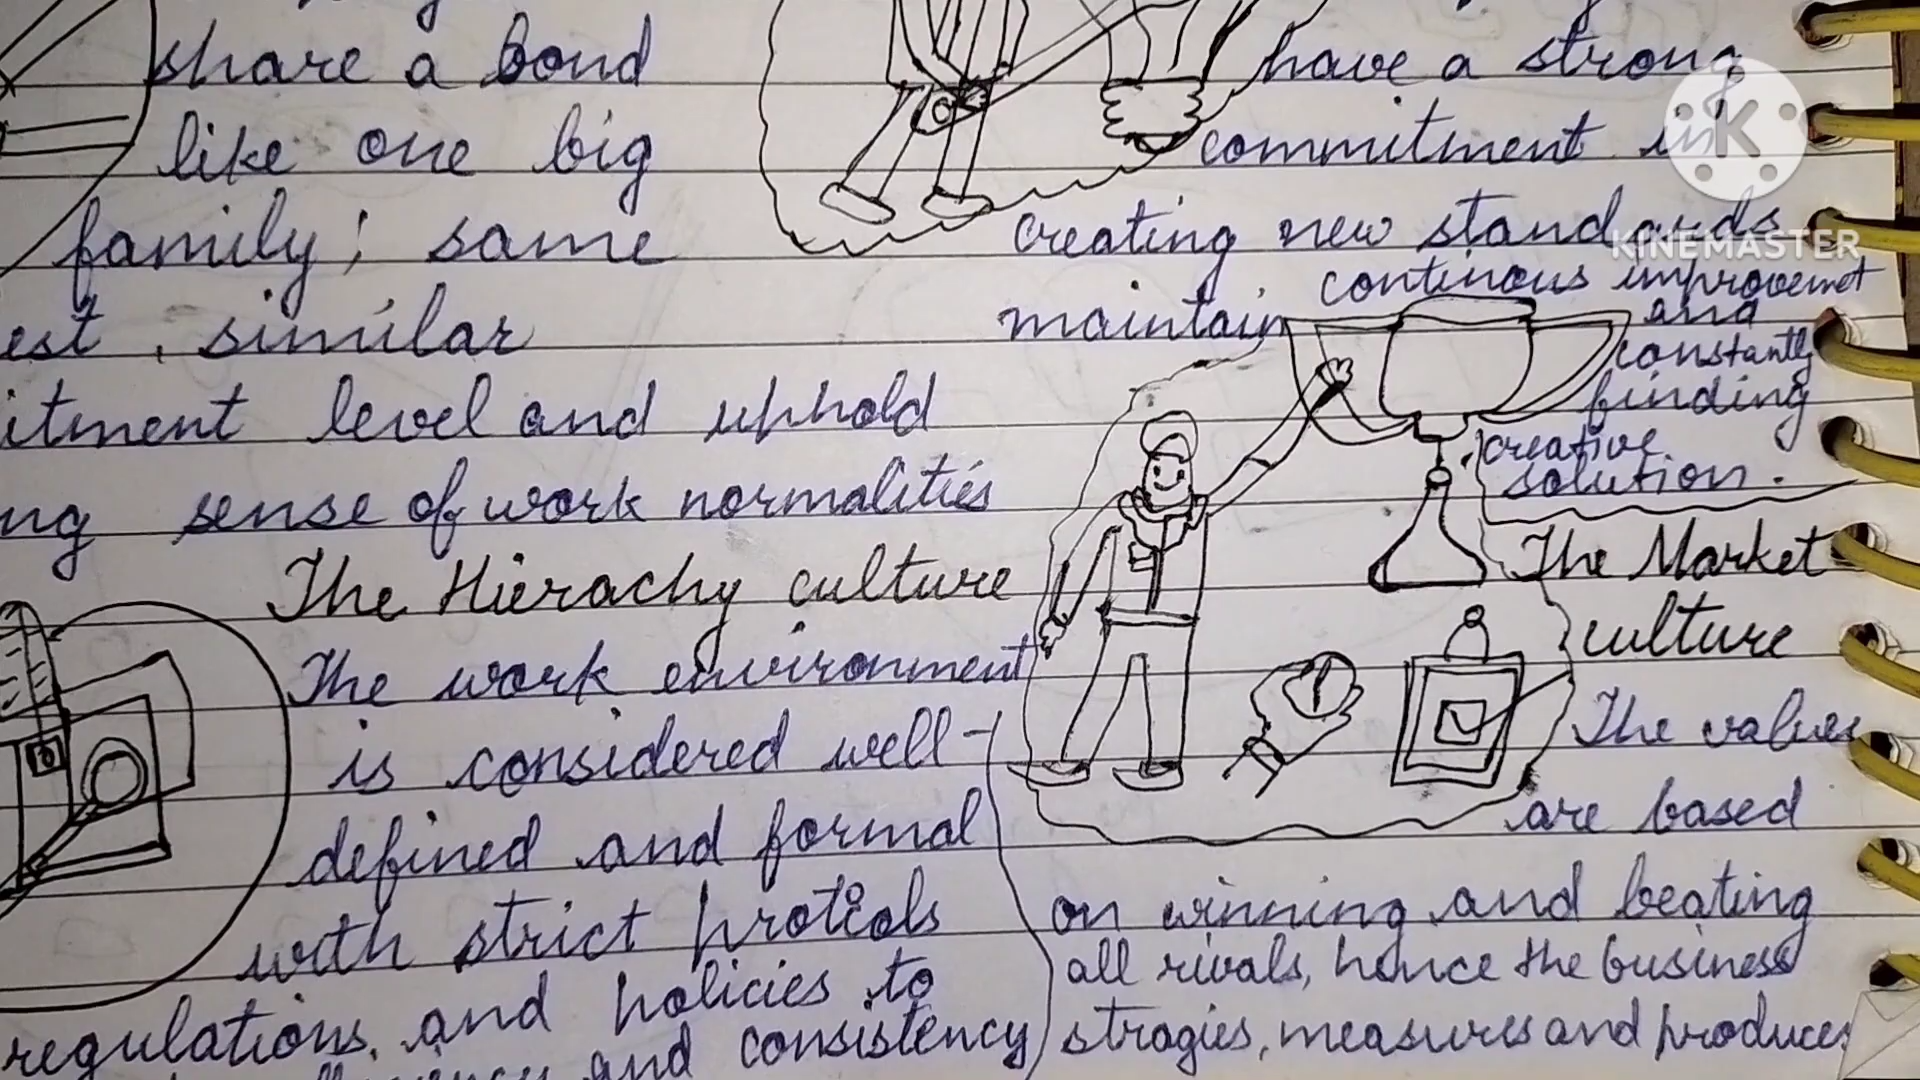 share a bond
like one big
family; same
est, similar
itment level and uphold
ng sense of work normalities
The Hierachy culture
The work environment
is considered well-
defined and formal
with strict protcols
regulations, and policies to
and consistency
have a strong
commitment in
creating new standards
maintain continous improvemet
and
constantly
finding
creative
solution.
The Market
culture
The values
are based
on winning and beating
all rivals, hence the business
stragies, measures and produces
K
KINEMASTER